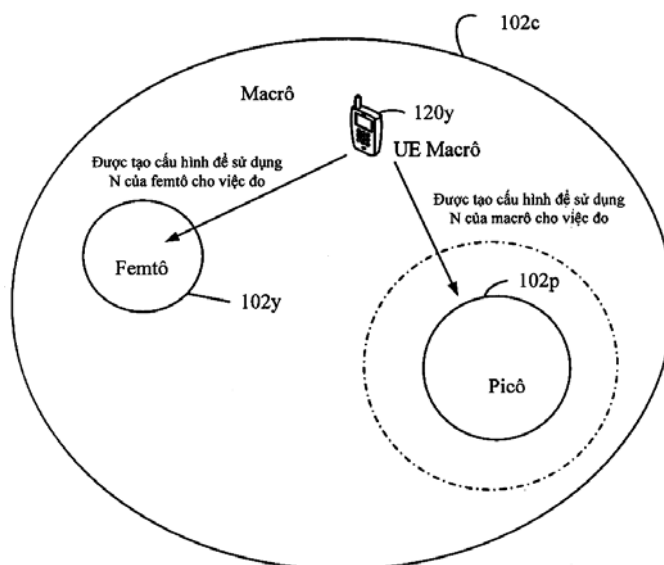 102c
Macrô
120y
UE Macrô
Được tạo cấu hình để sử dụng
N của femtô cho việc đo
Được tạo cấu hình để sử dụng
N của macrô cho việc đo
Femtô
102y
102p
Picô